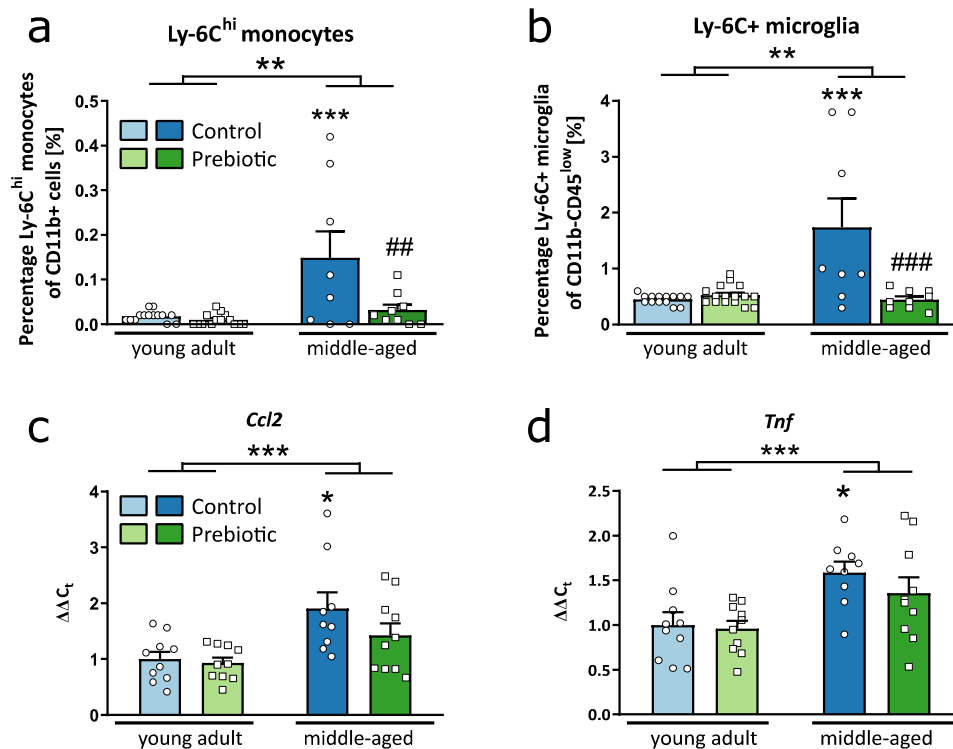 a
Ly-6Chi monocytes
**
***
##
Percentage Ly-6Chi monocytes
of CD11b+ cells [%]
0.5
0.4
0.3
0.2
0.1
0.0
Control
Prebiotic
young adult
middle-aged
b
Ly-6C+ microglia
**
***
###
Percentage Ly-6C+ microglia
of CD11b-CD45low [%]
6
4
2
0
young adult
middle-aged
c
Ccl2
***
*
ΔΔCt
4
3
2
1
0
Control
Prebiotic
young adult
middle-aged
d
Tnf
***
*
ΔΔCt
2.5
2.0
1.5
1.0
0.5
0.0
young adult
middle-aged